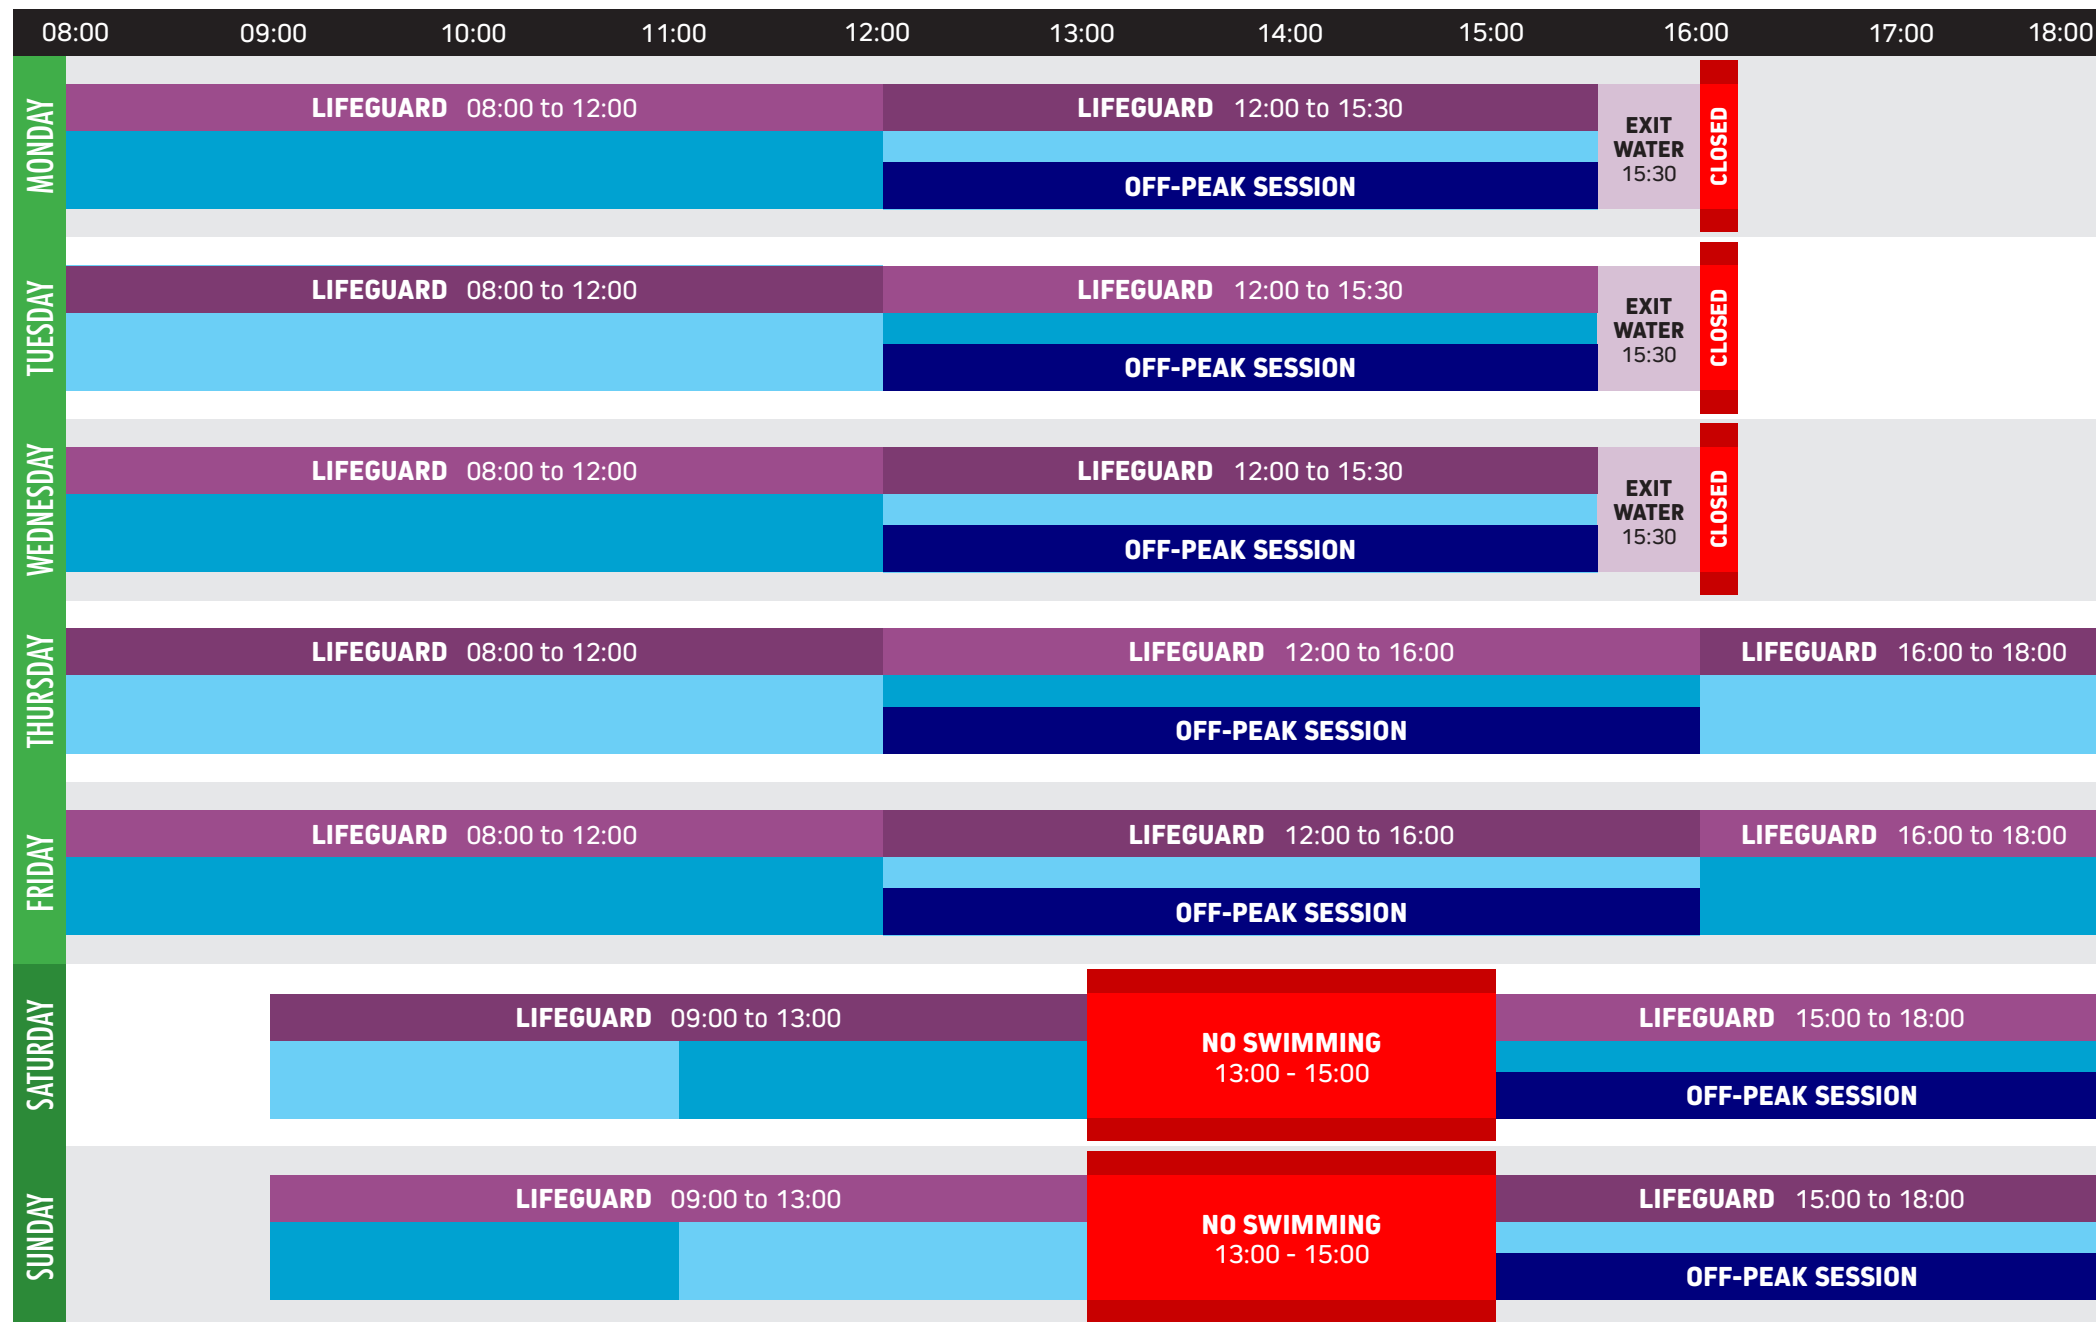 08:00 09:00 10:00 11:00 12:00 13:00 14:00 15:00 16:00 17:00 18:00
MONDAY
LIFEGUARD 08:00 to 12:00
LIFEGUARD 12:00 to 15:30
OFF-PEAK SESSION
EXIT
WATER
15:30
CLOSED
TUESDAY
LIFEGUARD 08:00 to 12:00
LIFEGUARD 12:00 to 15:30
OFF-PEAK SESSION
EXIT
WATER
15:30
CLOSED
WEDNESDAY
LIFEGUARD 08:00 to 12:00
LIFEGUARD 12:00 to 15:30
OFF-PEAK SESSION
EXIT
WATER
15:30
CLOSED
THURSDAY
LIFEGUARD 08:00 to 12:00
LIFEGUARD 12:00 to 16:00
OFF-PEAK SESSION
LIFEGUARD 16:00 to 18:00
FRIDAY
LIFEGUARD 08:00 to 12:00
LIFEGUARD 12:00 to 16:00
OFF-PEAK SESSION
LIFEGUARD 16:00 to 18:00
SATURDAY
LIFEGUARD 09:00 to 13:00
NO SWIMMING
13:00 - 15:00
LIFEGUARD 15:00 to 18:00
OFF-PEAK SESSION
SUNDAY
LIFEGUARD 09:00 to 13:00
NO SWIMMING
13:00 - 15:00
LIFEGUARD 15:00 to 18:00
OFF-PEAK SESSION